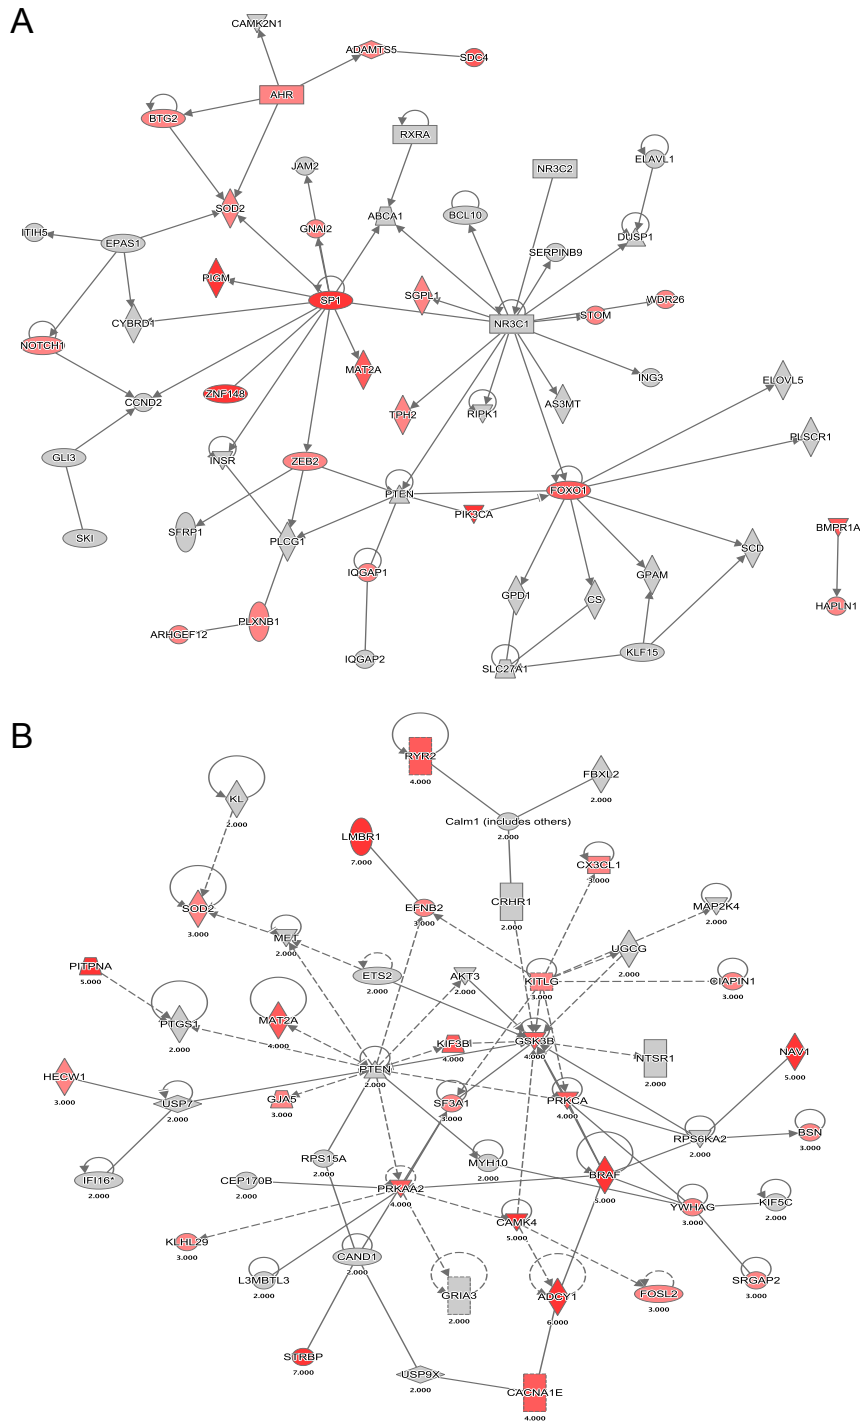 A
CAMK2N1
ADAMTS5
SDC4
AHR
BTG2
RXRA
JAM2
ELAVL1
NR3C2
SOD2
ABCA1
BCL10
GNAI2
ITIH5
EPAS1
DUSP1
SERPINB9
PIGM
SP1
SGPL1
WDR26
STOM
CYBRD1
NR3C1
NOTCH1
MAT2A
ING3
ELOVL5
ZNF148
CCND2
AS3MT
TPH2
RIPK1
PLSCR1
GLI3
INSR
ZEB2
FOXO1
PTEN
PIK3CA
BMPR1A
SFRP1
SKI
PLCG1
SCD
IQGAP1
GPAM
GPD1
CS
HAPLN1
PLXNB1
ARHGEF12
IQGAP2
KLF15
SLC27A1
B
RYR2
4.000
FBXL2
2.000
KL
2.000
Calm1 (includes others)
2.000
LMBR1
7.000
CX3CL1
3.000
SOD2
3.000
EFNB2
3.000
CRHR1
2.000
MAP2K4
2.000
MET
2.000
UGCG
2.000
PITPNA
5.000
ETS2
2.000
AKT3
2.000
KITLG
3.000
CIAPIN1
3.000
PTGS1
2.000
MAT2A
4.000
KIF3B
4.000
GSK3B
4.000
NTSR1
2.000
NAV1
5.000
PTEN
2.000
HECW1
3.000
USP7
2.000
GJA5
3.000
SF3A1
3.000
PRKCA
4.000
RPS6KA2
2.000
BSN
3.000
RPS15A
2.000
MYH10
2.000
BRAF
5.000
IFI16*
2.000
CEP170B
2.000
PRKAA2
4.000
YWHAG
3.000
KIF5C
2.000
CAMK4
5.000
KLHL29
3.000
CAND1
2.000
L3MBTL3
2.000
GRIA3
2.000
ADCY1
6.000
FOSL2
3.000
SRGAP2
3.000
STRBP
7.000
USP9X
2.000
CACNA1E
4.000